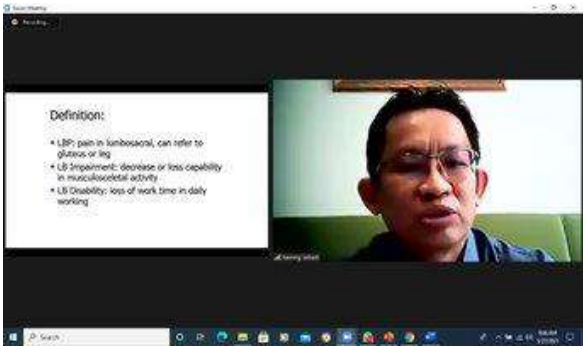 Zoom Meeting
Recording...
Definition:
• LBP: pain in lumbosacral, can refer to
gluteus or leg
• LB Impairment: decrease or loss capability
in musculosceletal activity
• LB Disability: loss of work time in daily
working
Search